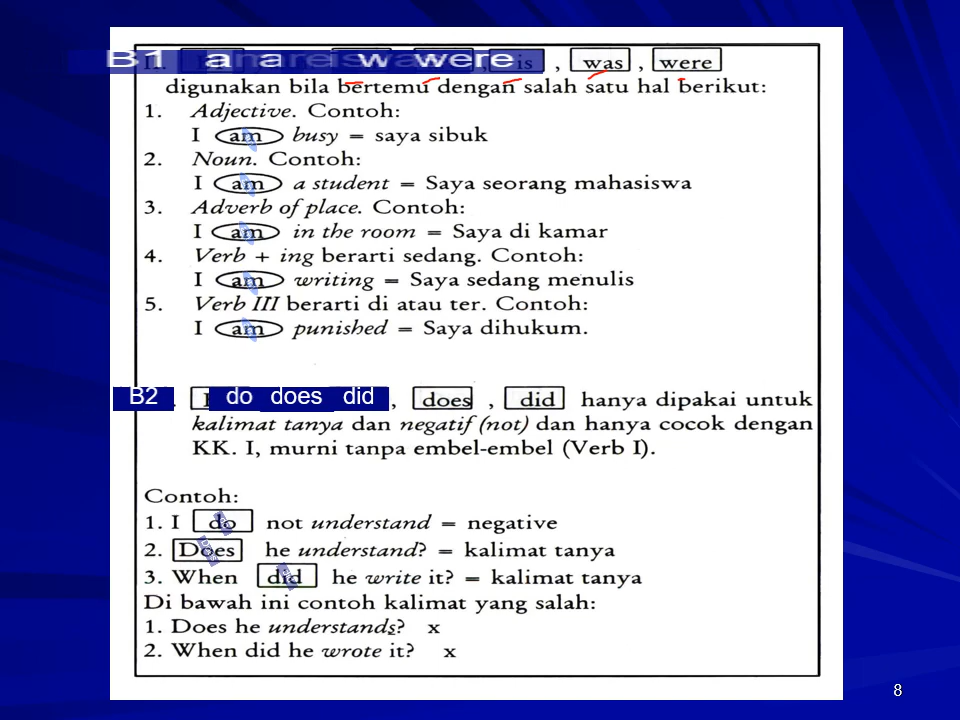 B1 a a w were is , was , were
digunakan bila bertemu dengan salah satu hal berikut:
1. Adjective. Contoh:
I am busy = saya sibuk
2. Noun. Contoh:
I am a student = Saya seorang mahasiswa
3. Adverb of place. Contoh:
I am in the room = Saya di kamar
4. Verb + ing berarti sedang. Contoh:
I am writing = Saya sedang menulis
5. Verb III berarti di atau ter. Contoh:
I am punished = Saya dihukum.
B2 do does did , does , did hanya dipakai untuk
kalimat tanya dan negatif (not) dan hanya cocok dengan
KK. I, murni tanpa embel-embel (Verb I).
Contoh:
1. I do not understand = negative
2. Does he understand? = kalimat tanya
3. When did he write it? = kalimat tanya
Di bawah ini contoh kalimat yang salah:
1. Does he understands? x
2. When did he wrote it? x
8